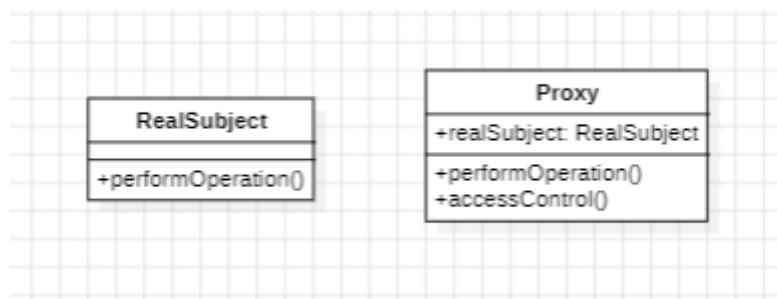 RealSubject
+performOperation()
Proxy
+realSubject: RealSubject
+performOperation()
+accessControl()